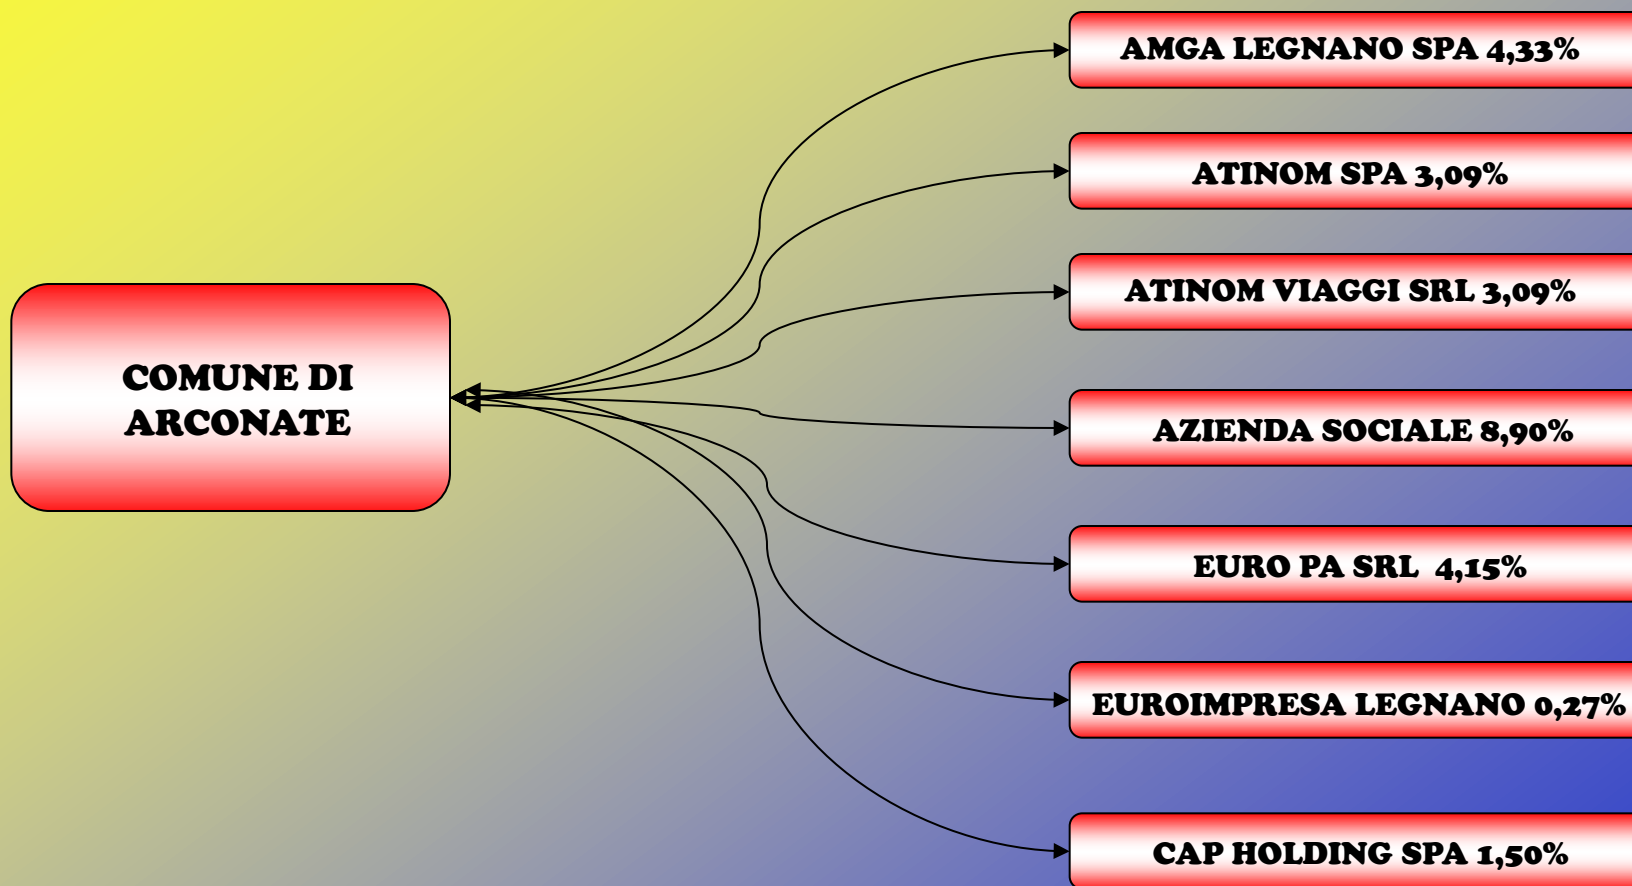 AMGA LEGNANO SPA 4,33%
ATINOM SPA 3,09%
ATINOM VIAGGI SRL 3,09%
COMUNE DI
ARCONATE
AZIENDA SOCIALE 8,90%
EURO PA SRL  4,15%
EUROIMPRESA LEGNANO 0,27%
CAP HOLDING SPA 1,50%